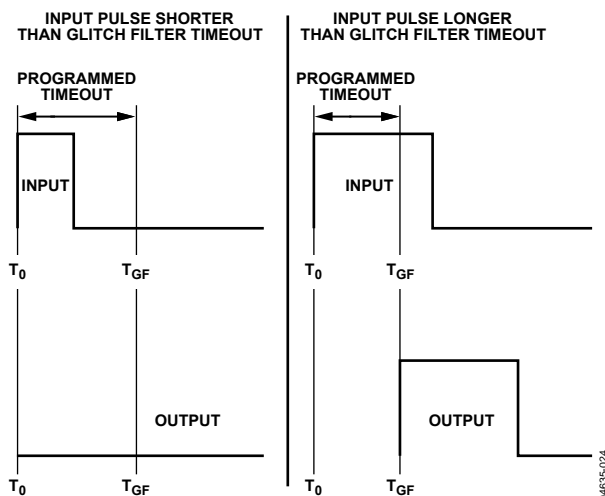 INPUT PULSE SHORTER
THAN GLITCH FILTER TIMEOUT
INPUT PULSE LONGER
THAN GLITCH FILTER TIMEOUT
PROGRAMMED
TIMEOUT
PROGRAMMED
TIMEOUT
INPUT
INPUT
T0
TGF
T0
TGF
OUTPUT
OUTPUT
T0
TGF
T0
TGF
4635-024